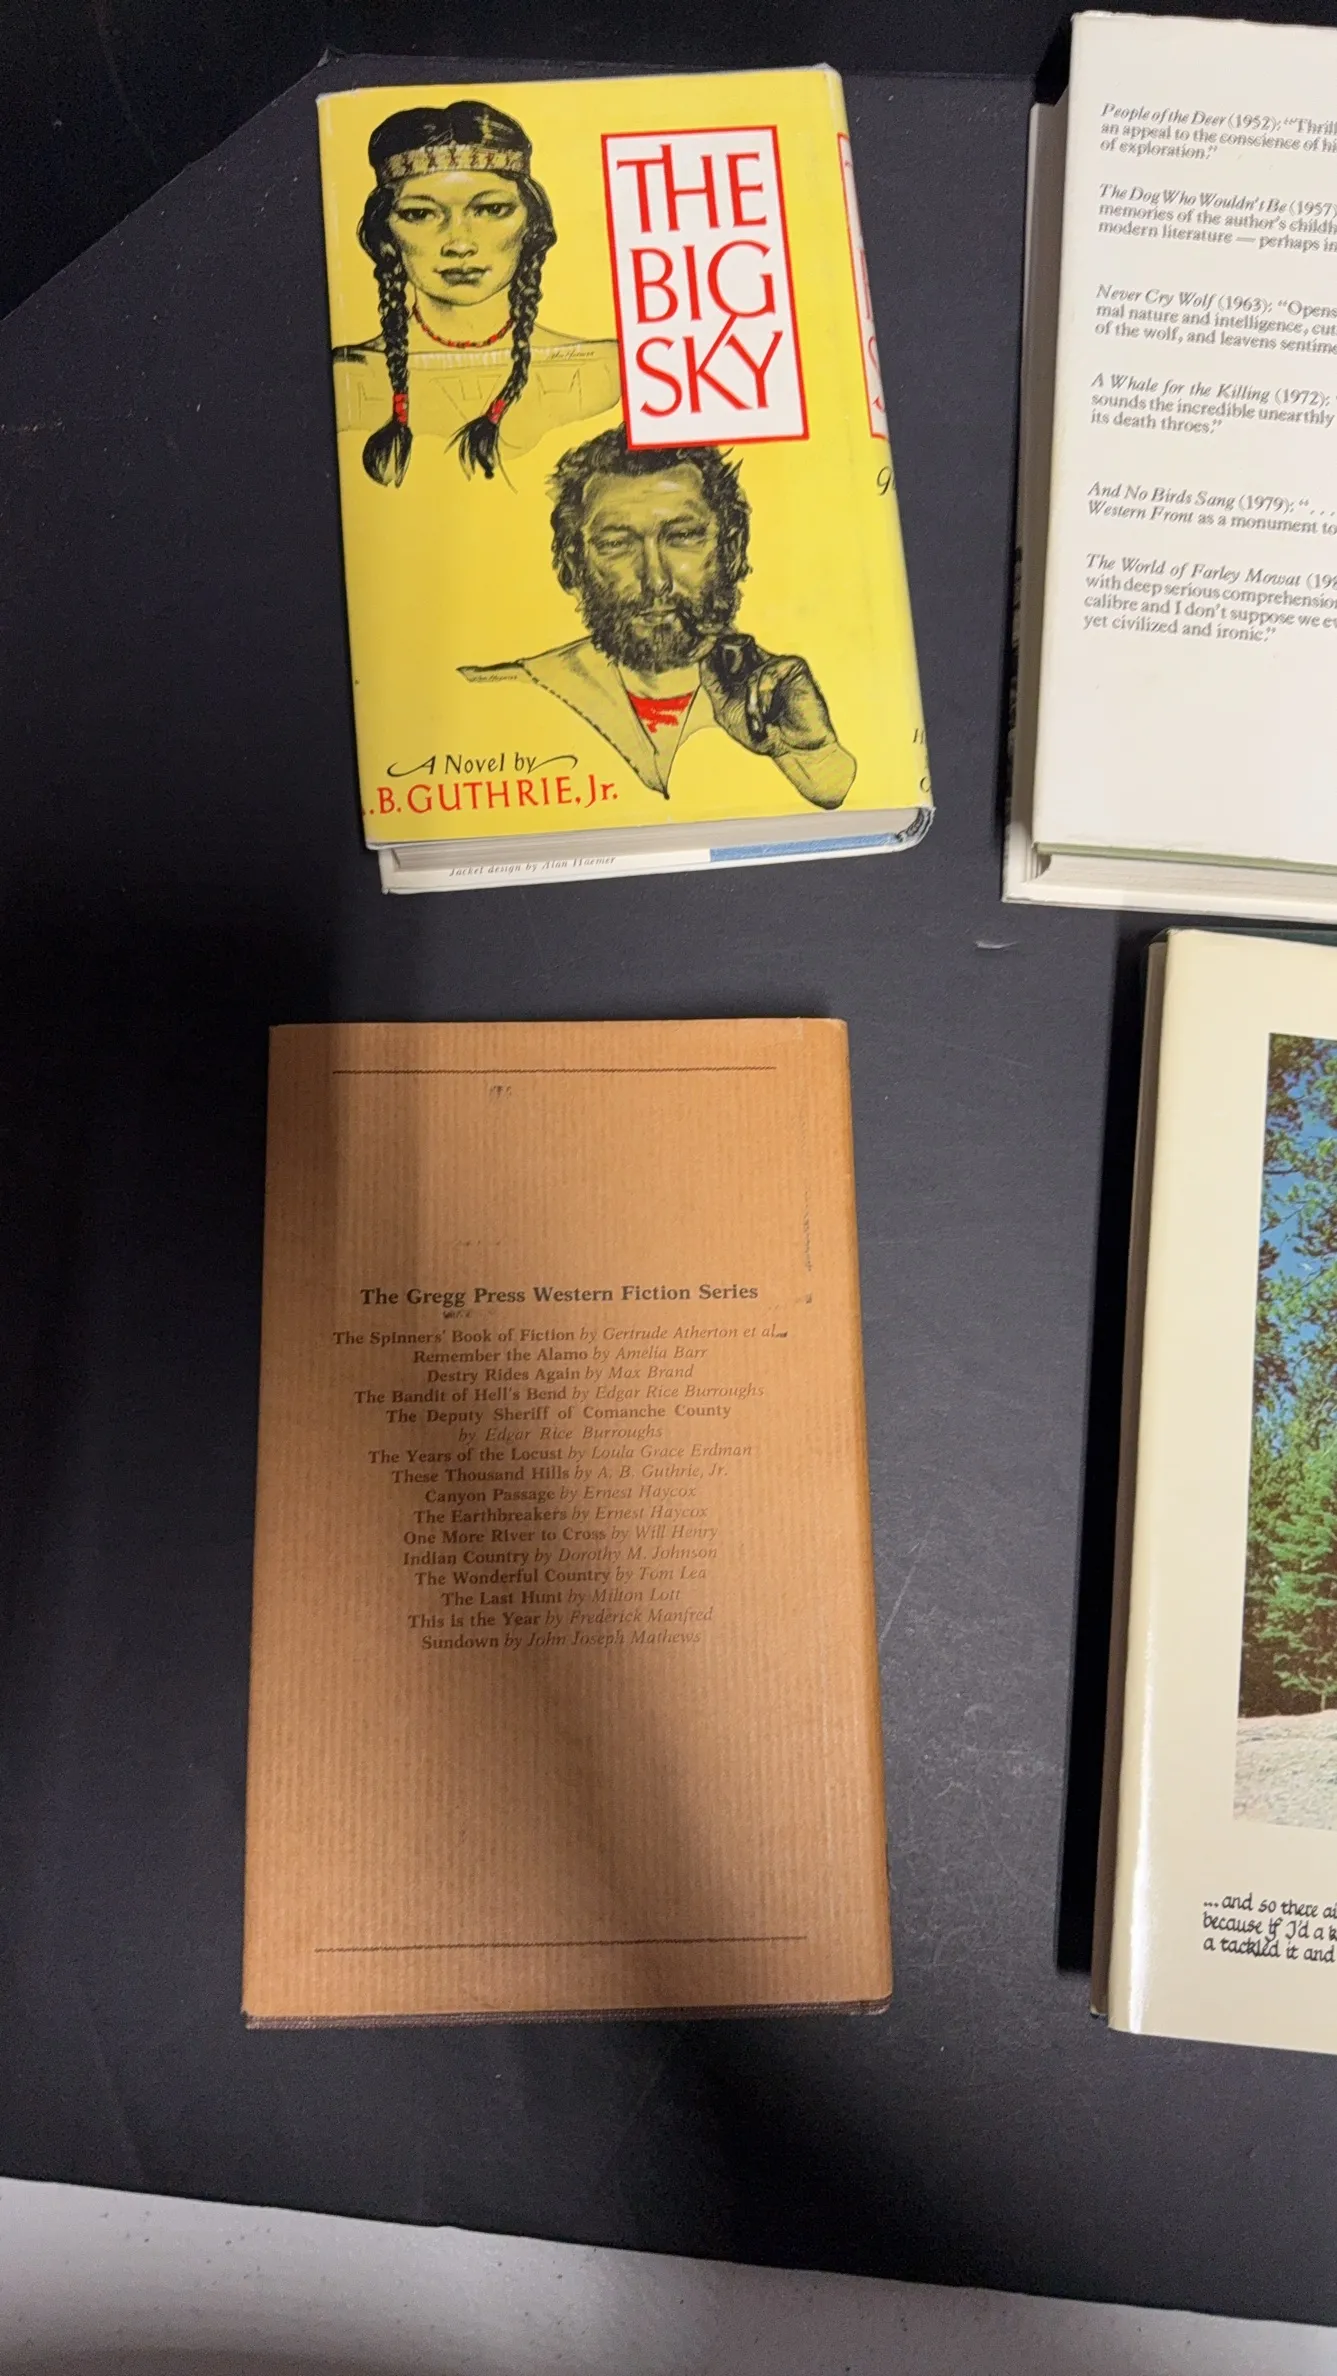 THE
BIG
SKY
A Novel by
.B. GUTHRIE, Jr.
Jacket design by Alan Haemer
People of the Deer (1952): "Thrill
an appeal to the conscience of hi
of exploration."
The Dog Who Wouldn't Be (1957)
memories of the author's childh
modern literature — perhaps in
Never Cry Wolf (1963): "Opens
mal nature and intelligence, cut
of the wolf, and leavens sentime
A Whale for the Killing (1972): "
sounds the incredible unearthly
its death throes."
And No Birds Sang (1979): "...
Western Front as a monument to
The World of Farley Mowat (198
with deep serious comprehension
calibre and I don't suppose we ev
yet civilized and ironic."
The Gregg Press Western Fiction Series
The Spinners' Book of Fiction by Gertrude Atherton et al.
Remember the Alamo by Amelia Barr
Destry Rides Again by Max Brand
The Bandit of Hell's Bend by Edgar Rice Burroughs
The Deputy Sheriff of Comanche County
by Edgar Rice Burroughs
The Years of the Locust by Loula Grace Erdman
These Thousand Hills by A. B. Guthrie, Jr.
Canyon Passage by Ernest Haycox
The Earthbreakers by Ernest Haycox
One More River to Cross by Will Henry
Indian Country by Dorothy M. Johnson
The Wonderful Country by Tom Lea
The Last Hunt by Milton Lott
This is the Year by Frederick Manfred
Sundown by John Joseph Mathews
...and so there ai
because if I'd a k
a tackled it and